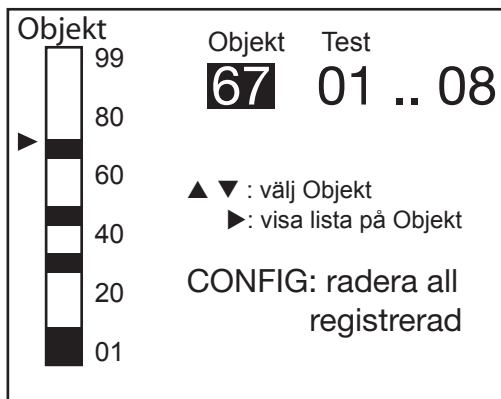 Objekt
99
80
60
40
20
01
Objekt Test
67 01 .. 08
▲ ▼ : välj Objekt
▶: visa lista på Objekt
CONFIG: radera all
registrerad